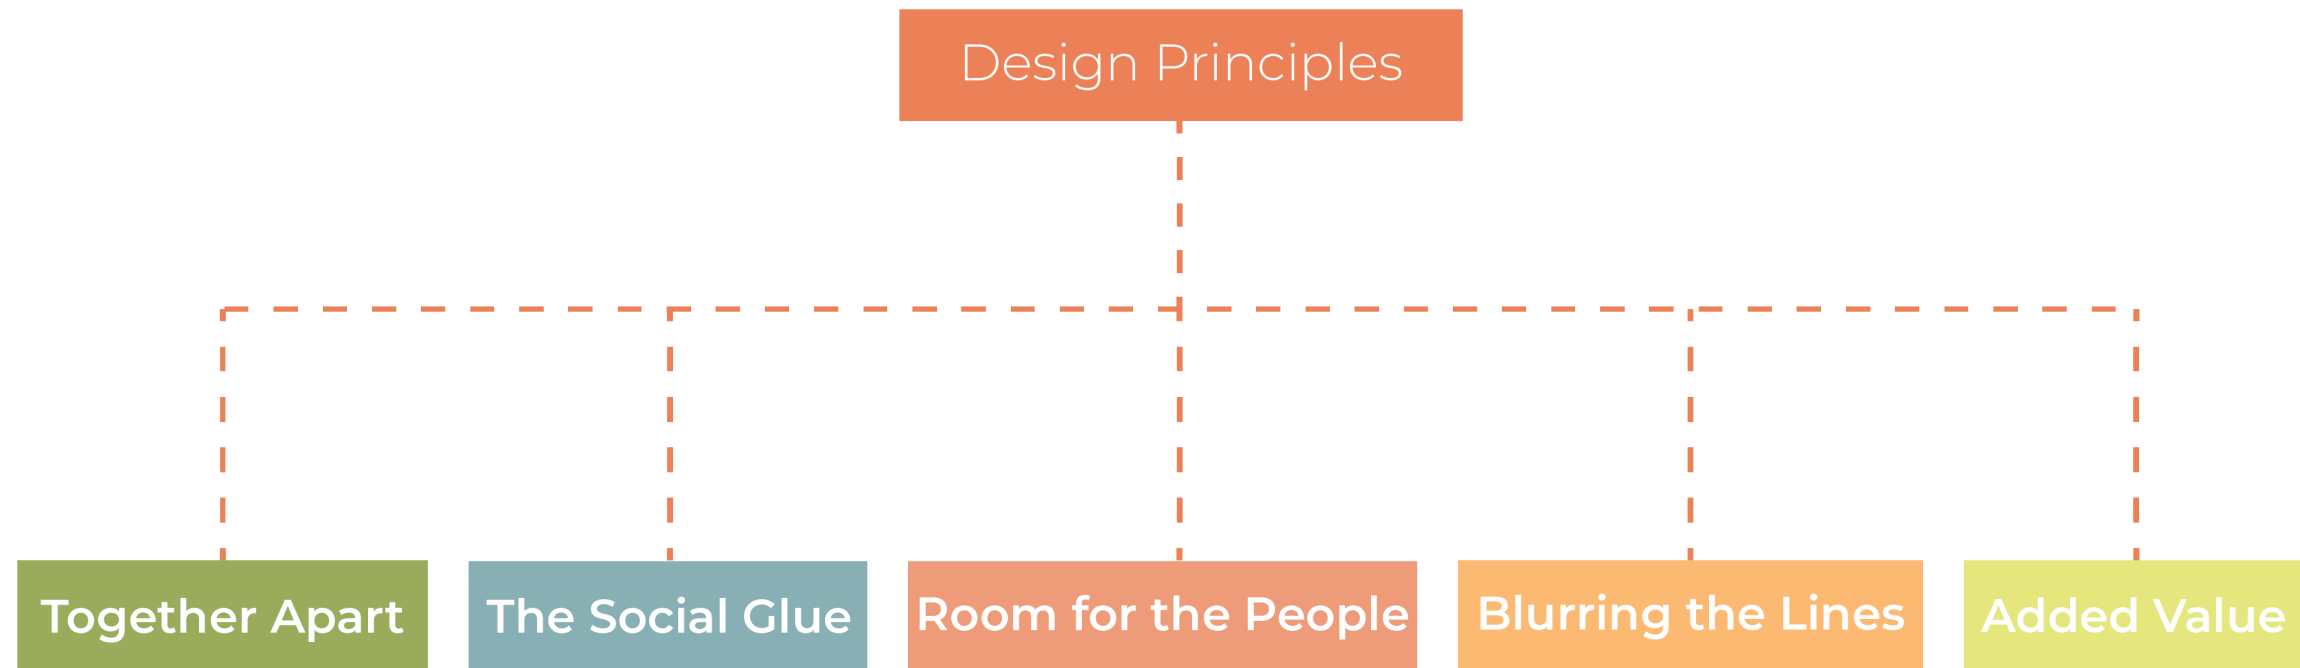 Design Principles
Together Apart
The Social Glue
Room for the People
Blurring the Lines
Added Value